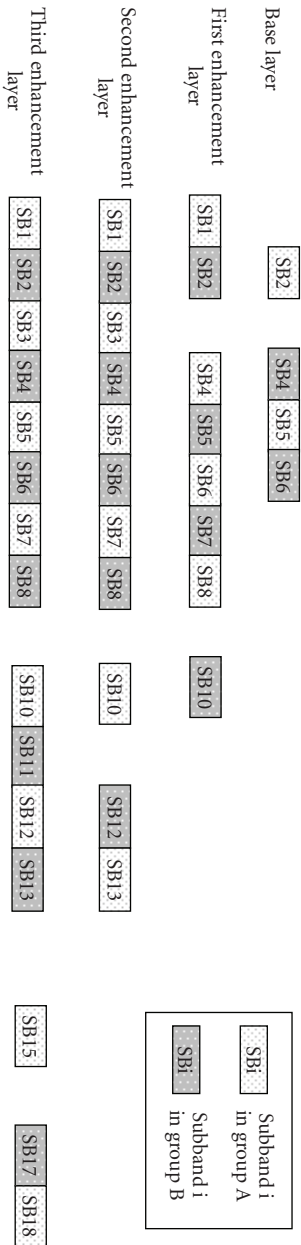 Base layer
SB2
SB4
SB5
SB6
First enhancement
layer
SB1
SB2
SB4
SB5
SB6
SB7
SB8
SB10
Second enhancement
layer
SB1
SB2
SB3
SB4
SB5
SB6
SB7
SB8
SB10
SB12
SB13
Third enhancement
layer
SB1
SB2
SB3
SB4
SB5
SB6
SB7
SB8
SB10
SB11
SB12
SB13
SB15
SB17
SB18
SBi
Subband i
in group A
SBi
Subband i
in group B